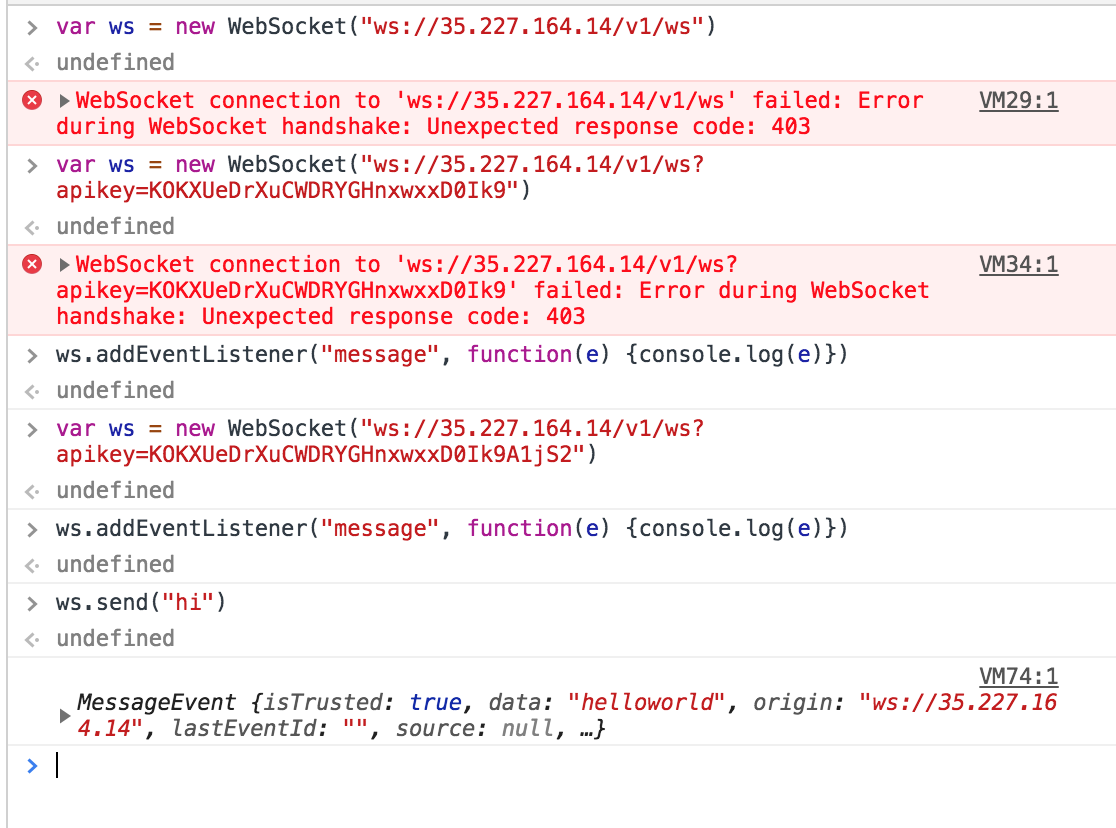 > var ws = new WebSocket("ws://35.227.164.14/v1/ws")
undefined
WebSocket connection to 'ws://35.227.164.14/v1/ws' failed: Error VM29:1
during WebSocket handshake: Unexpected response code: 403
> var ws = new WebSocket("ws://35.227.164.14/v1/ws?
apikey=KOKXUeDrXuCWDRYGHnxwxxD0Ik9")
undefined
WebSocket connection to 'ws://35.227.164.14/v1/ws? VM34:1
apikey=KOKXUeDrXuCWDRYGHnxwxxD0Ik9' failed: Error during WebSocket
handshake: Unexpected response code: 403
> ws.addEventListener("message", function(e) {console.log(e)})
undefined
> var ws = new WebSocket("ws://35.227.164.14/v1/ws?
apikey=KOKXUeDrXuCWDRYGHnxwxxD0Ik9A1jS2")
undefined
> ws.addEventListener("message", function(e) {console.log(e)})
undefined
> ws.send("hi")
undefined
VM74:1
MessageEvent {isTrusted: true, data: "helloworld", origin: "ws://35.227.16
4.14", lastEventId: "", source: null, …}
>